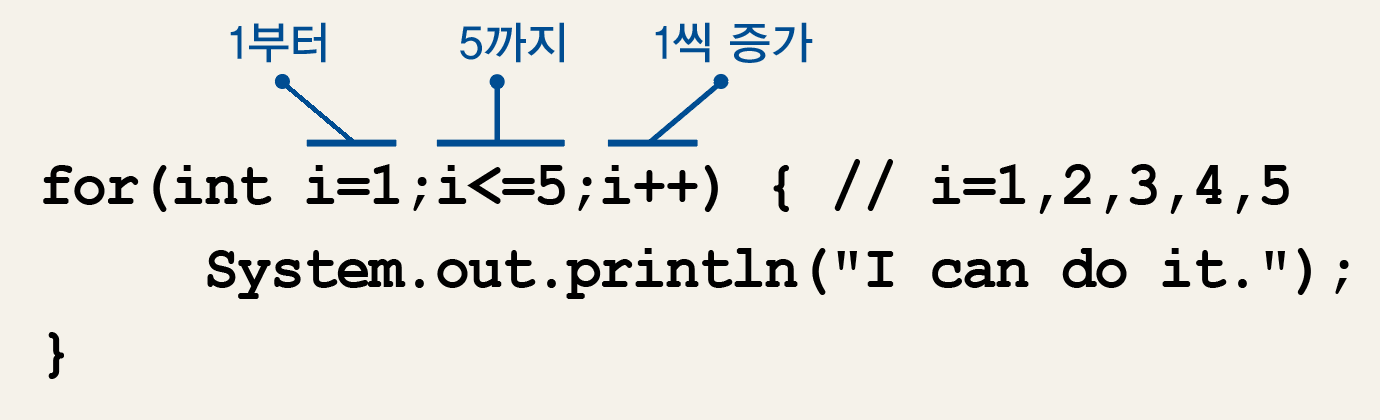 1부터 5까지 1씩 증가
for(int i=1;i<=5;i++) { // i=1,2,3,4,5
System.out.println("I can do it.");
}